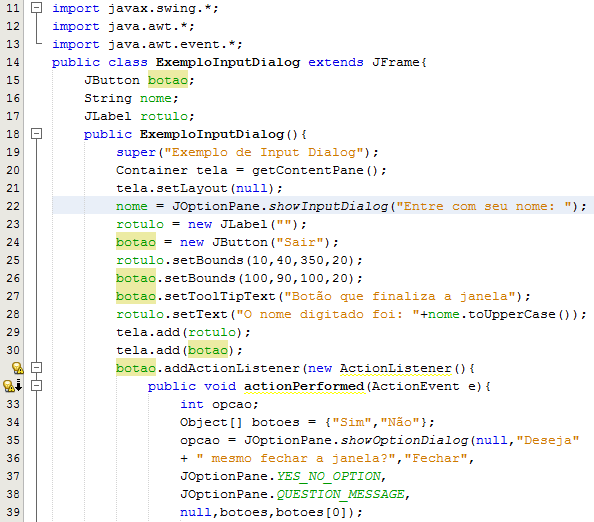 11 import javax.swing.*;
12 import java.awt.*;
13 import java.awt.event.*;
14 public class ExemploInputDialog extends JFrame{
15 JButton botao;
16 String nome;
17 JLabel rotulo;
18 public ExemploInputDialog(){
19 super("Exemplo de Input Dialog");
20 Container tela = getContentPane();
21 tela.setLayout(null);
22 nome = JOptionPane.showInputDialog("Entre com seu nome: ");
23 rotulo = new JLabel("");
24 botao = new JButton("Sair");
25 rotulo.setBounds(10,40,350,20);
26 botao.setBounds(100,90,100,20);
27 botao.setToolTipText("Botão que finaliza a janela");
28 rotulo.setText("O nome digitado foi: "+nome.toUpperCase());
29 tela.add(rotulo);
30 tela.add(botao);
botao.addActionListener(new ActionListener(){
public void actionPerformed(ActionEvent e){
33 int opcao;
34 Object[] botoes = {"Sim","Não"};
35 opcao = JOptionPane.showOptionDialog(null,"Deseja"
36 + " mesmo fechar a janela?","Fechar",
37 JOptionPane.YES_NO_OPTION,
38 JOptionPane.QUESTION_MESSAGE,
39 null,botoes,botoes[0]);